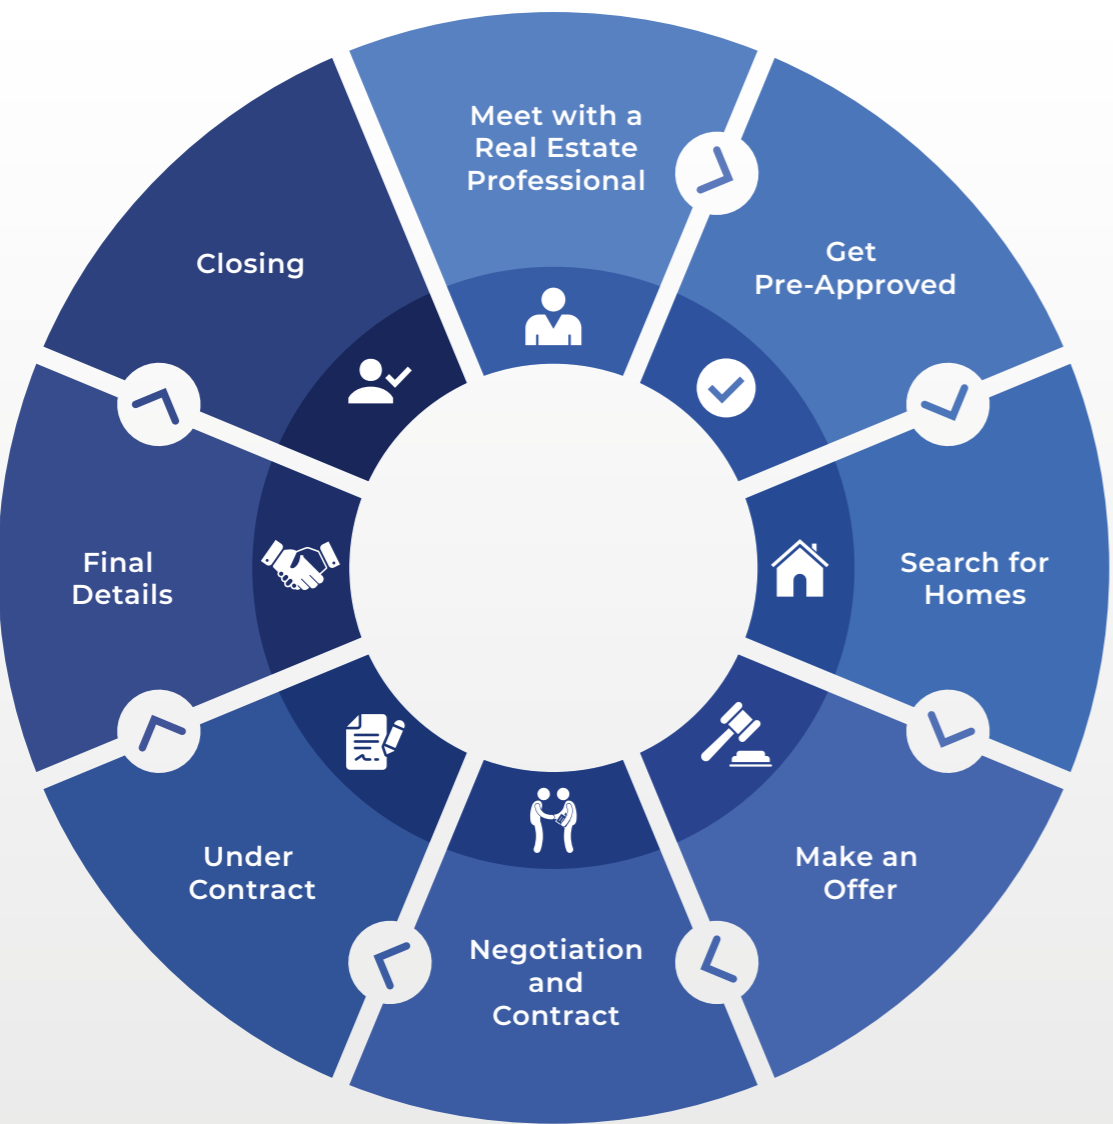 Meet with a
Real Estate
Professional
Get
Pre-Approved
Search for
Homes
Make an
Offer
Negotiation
and
Contract
Under
Contract
Final
Details
Closing